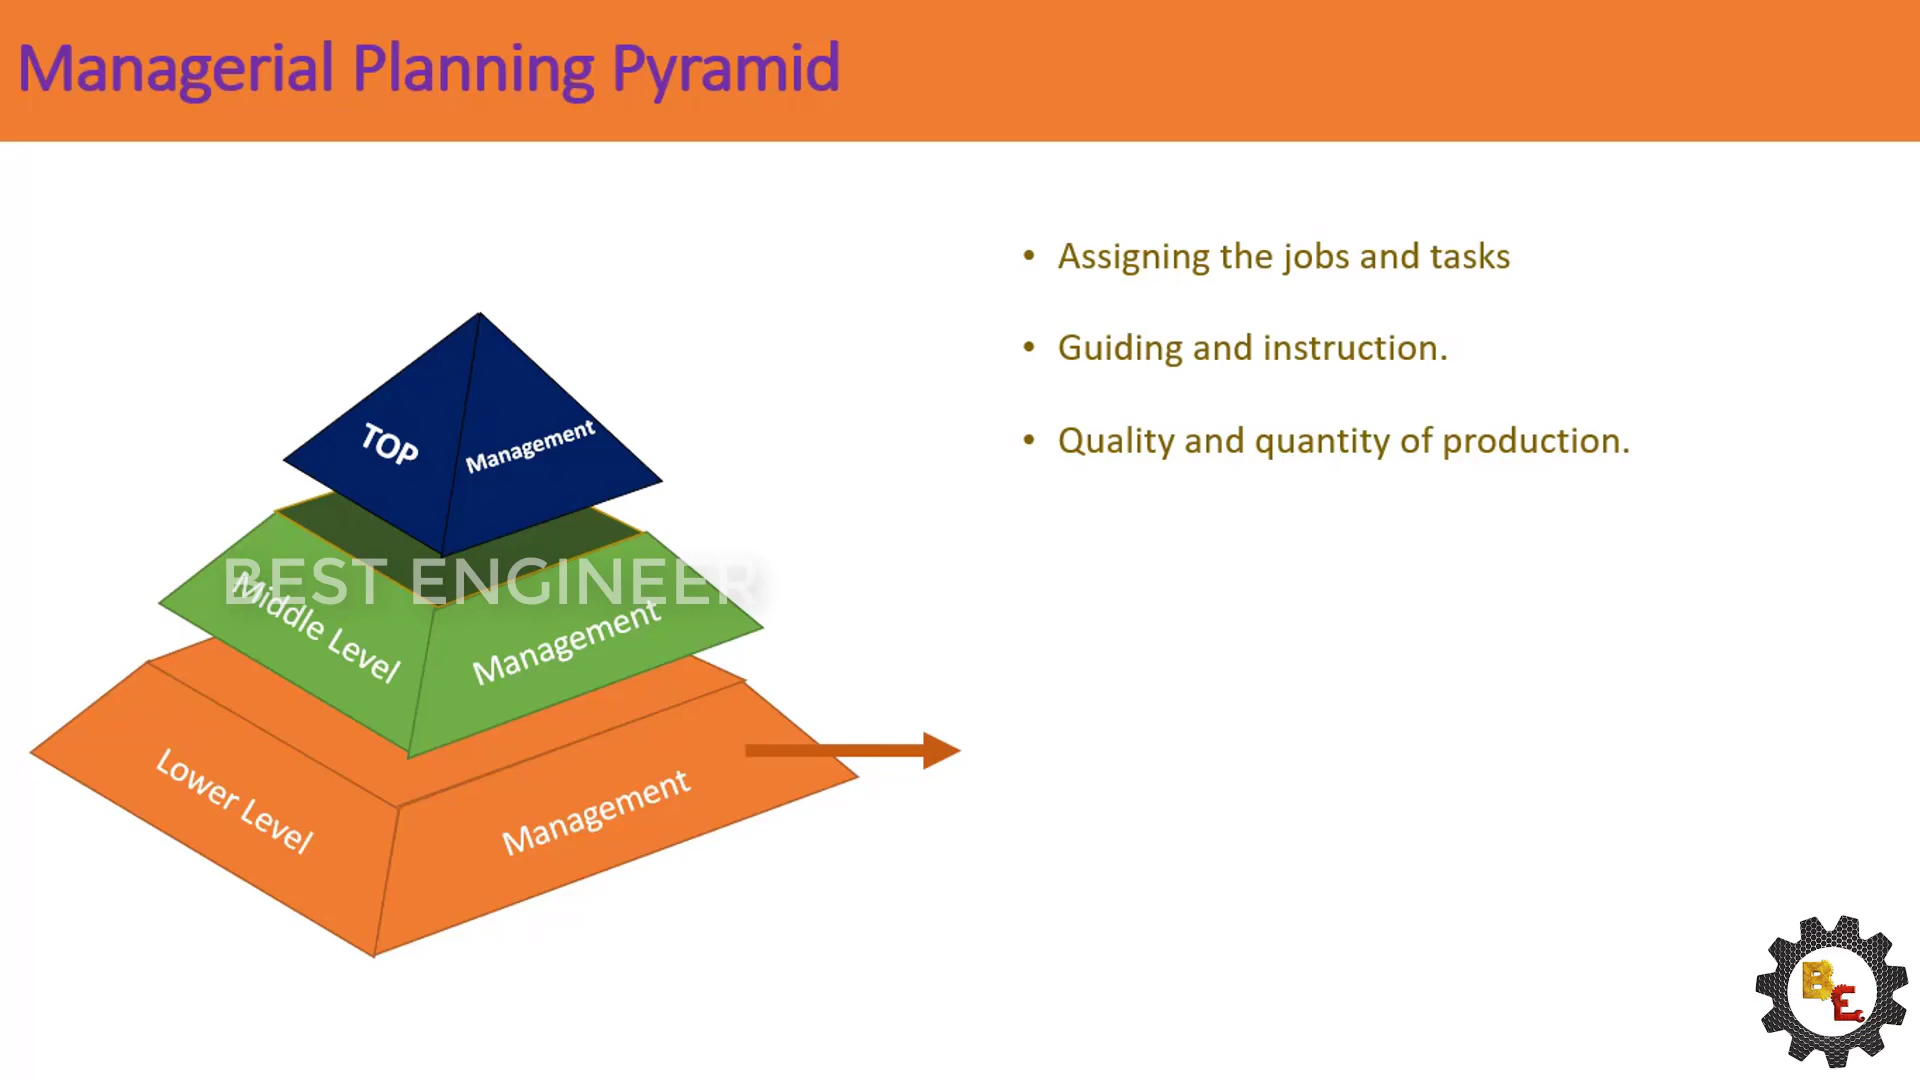 Managerial Planning Pyramid
• Assigning the jobs and tasks
• Guiding and instruction.
• Quality and quantity of production.
TOP Management
BEST ENGINEER
Middle Level Management
Lower Level Management
BE